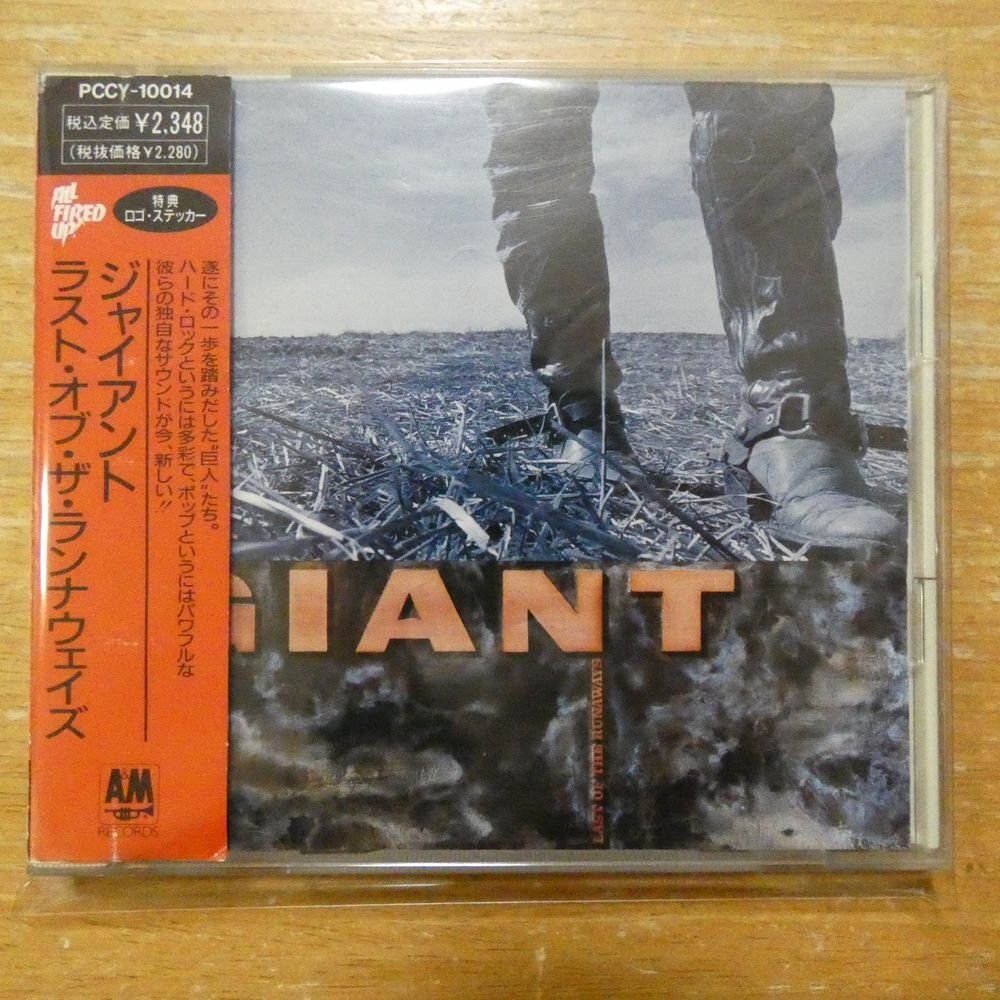 PCCY-10014
税込定価 ¥2,348
(税抜価格¥2,280)
ALL FIRED UP!
特典
ロゴ・ステッカー
遂にその一歩を踏みだした"巨人"たち。
ハード・ロックというには多彩で、ポップというにはパワフルな
彼らの独自なサウンドが今、新しい!!
ジャイアント
ラスト・オブ・ザ・ランナウェイズ
A&M
RECORDS
GIANT
LAST OF THE RUNAWAYS